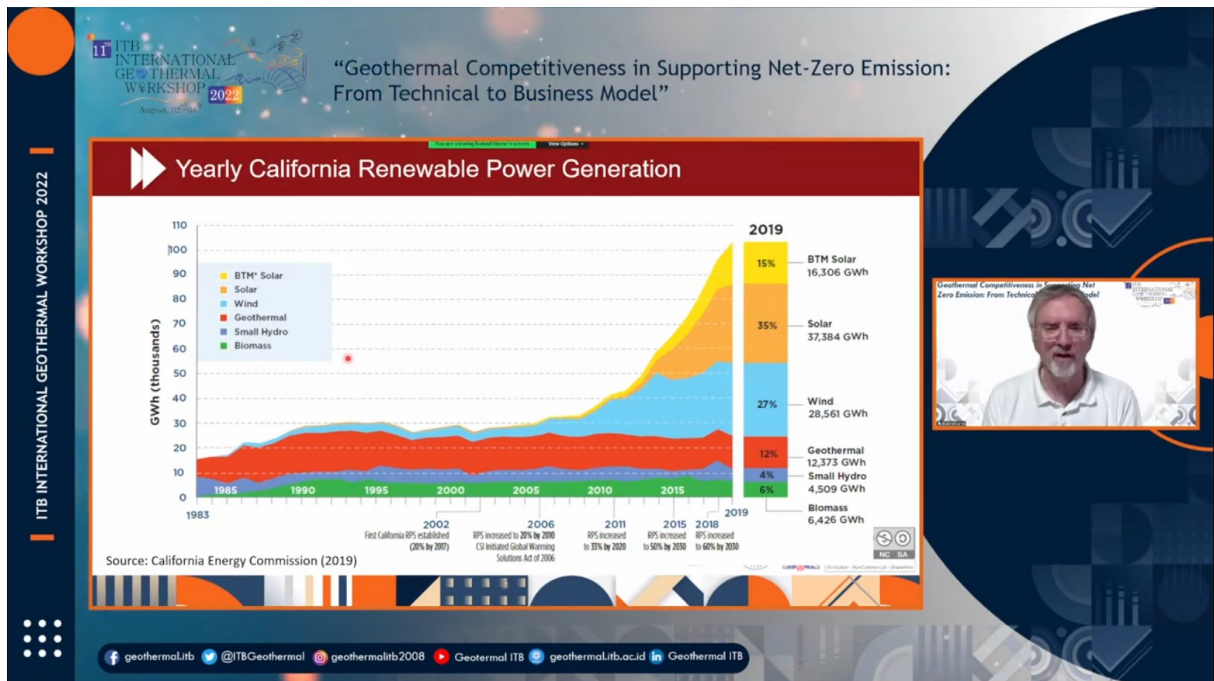 11TH ITB
INTERNATIONAL
GEOTHERMAL
WORKSHOP
2022
August, 02-04
“Geothermal Competitiveness in Supporting Net-Zero Emission:
From Technical to Business Model”
ITB INTERNATIONAL GEOTHERMAL WORKSHOP 2022
View Options
Yearly California Renewable Power Generation
GWh (thousands)
110
100
90
80
70
60
50
40
30
20
10
0
BTM* Solar
Solar
Wind
Geothermal
Small Hydro
Biomass
1985 1990 1995 2000 2005 2010 2015
1983
2019
2002
First California RPS established
(20% by 2017)
2006
RPS increased to 20% by 2010
CSI Initiated Global Warming
Solutions Act of 2006
2011
RPS increased
to 33% by 2020
2015
RPS increased
to 50% by 2030
2018
RPS increased
to 60% by 2030
2019
15%
35%
27%
12%
4%
6%
BTM Solar
16,306 GWh
Solar
37,384 GWh
Wind
28,561 GWh
Geothermal
12,373 GWh
Small Hydro
4,509 GWh
Biomass
6,426 GWh
NC SA
Source: California Energy Commission (2019)
Geothermal Competitiveness in Supporting Net
Zero Emission: From Technical
geothermal.itb @ITBGeothermal geothermalitb2008 Geotermal ITB geothermal.itb.ac.id Geothermal ITB